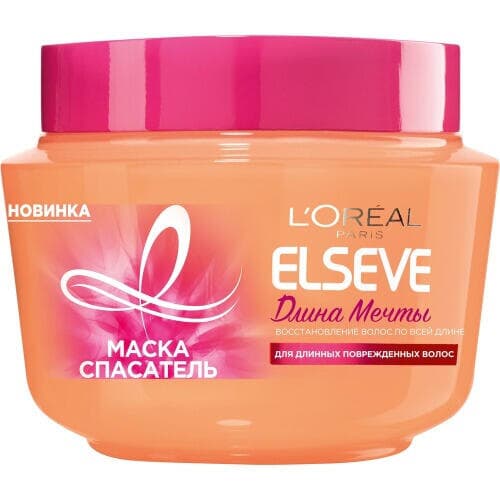 НОВИНКА
МАСКА
СПАСАТЕЛЬ
L'ORÉAL
PARIS
ELSEVE
Длина Мечты
ВОССТАНОВЛЕНИЕ ВОЛОС ПО ВСЕЙ ДЛИНЕ
ДЛЯ ДЛИННЫХ ПОВРЕЖДЕННЫХ ВОЛОС